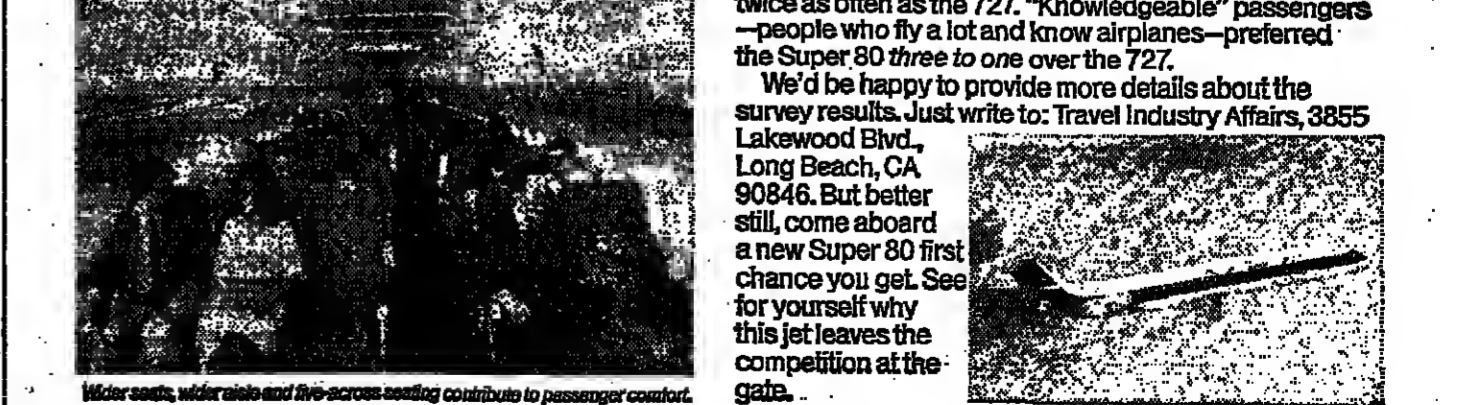 twice as often as the 727. "Knowledgeable" passengers
—people who fly a lot and know airplanes—preferred
the Super 80 three to one over the 727.
We'd be happy to provide more details about the
survey results. Just write to: Travel Industry Affairs, 3855
Lakewood Blvd.,
Long Beach, CA
90846. But better
still, come aboard
a new Super 80 first
chance you get. See
for yourself why
this jet leaves the
competition at the
gate.
Wider seats, wider aisle and five-across seating contribute to passenger comfort.